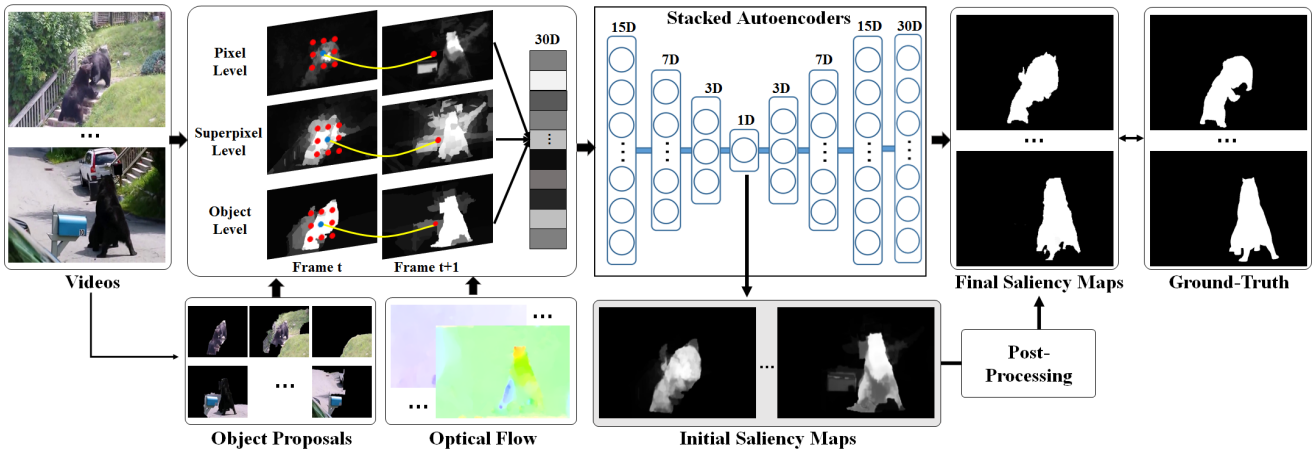 Stacked Autoencoders
Pixel
Level
Superpixel
Level
Object
Level
30D
15D
7D
3D
1D
3D
7D
15D
30D
...
...
Frame t
Frame t+1
Videos
Final Saliency Maps
Ground-Truth
...
...
...
...
...
Post-
Processing
Object Proposals
Optical Flow
Initial Saliency Maps